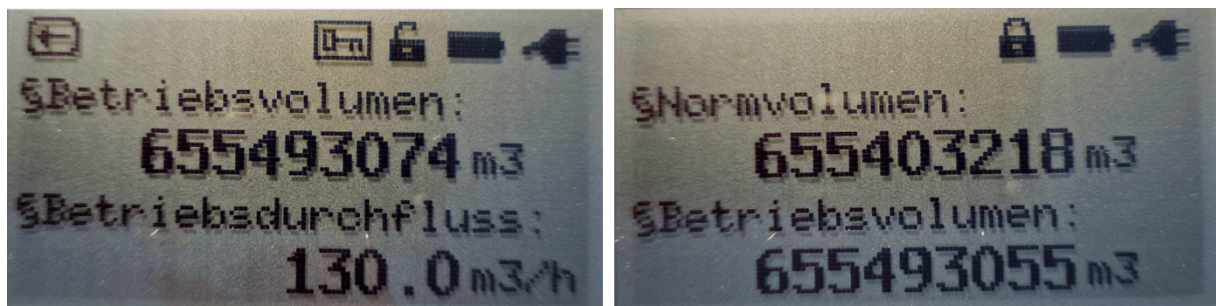 §Betriebsvolumen:
655493074 m3
§Betriebsdurchfluss:
130.0 m3/h
§Normvolumen:
655403218 m3
§Betriebsvolumen:
655493055 m3